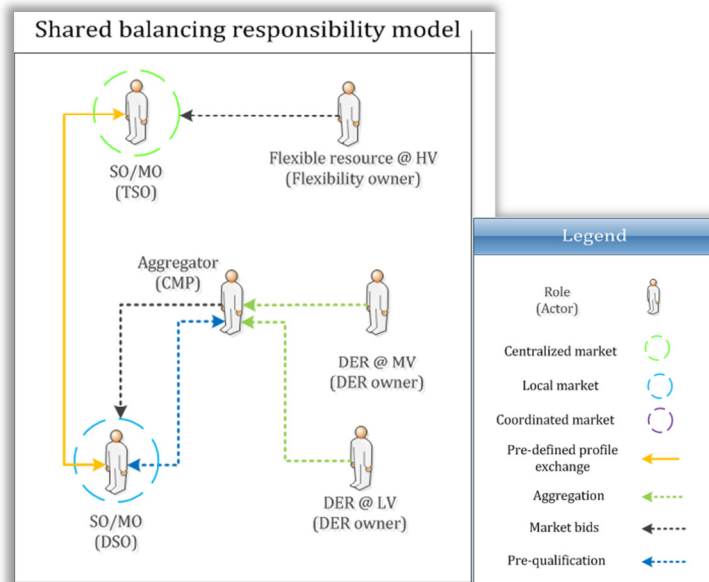 Shared balancing responsibility model
SO/MO
(TSO)
Flexible resource @ HV
(Flexibility owner)
Aggregator
(CMP)
DER @ MV
(DER owner)
SO/MO
(DSO)
DER @ LV
(DER owner)
Legend
Role
(Actor)
Centralized market
Local market
Coordinated market
Pre-defined profile
exchange
Aggregation
Market bids
Pre-qualification